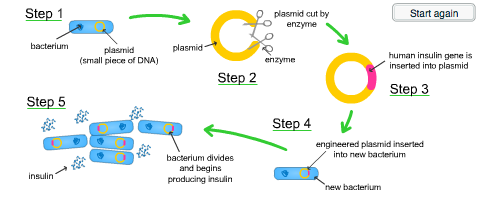 Step 1
bacterium
plasmid
(small piece of DNA)
plasmid cut by
enzyme
plasmid
enzyme
Step 2
Start again
human insulin gene is
inserted into plasmid
Step 3
Step 4
engineered plasmid inserted
into new bacterium
new bacterium
Step 5
bacterium divides
and begins
producing insulin
insulin